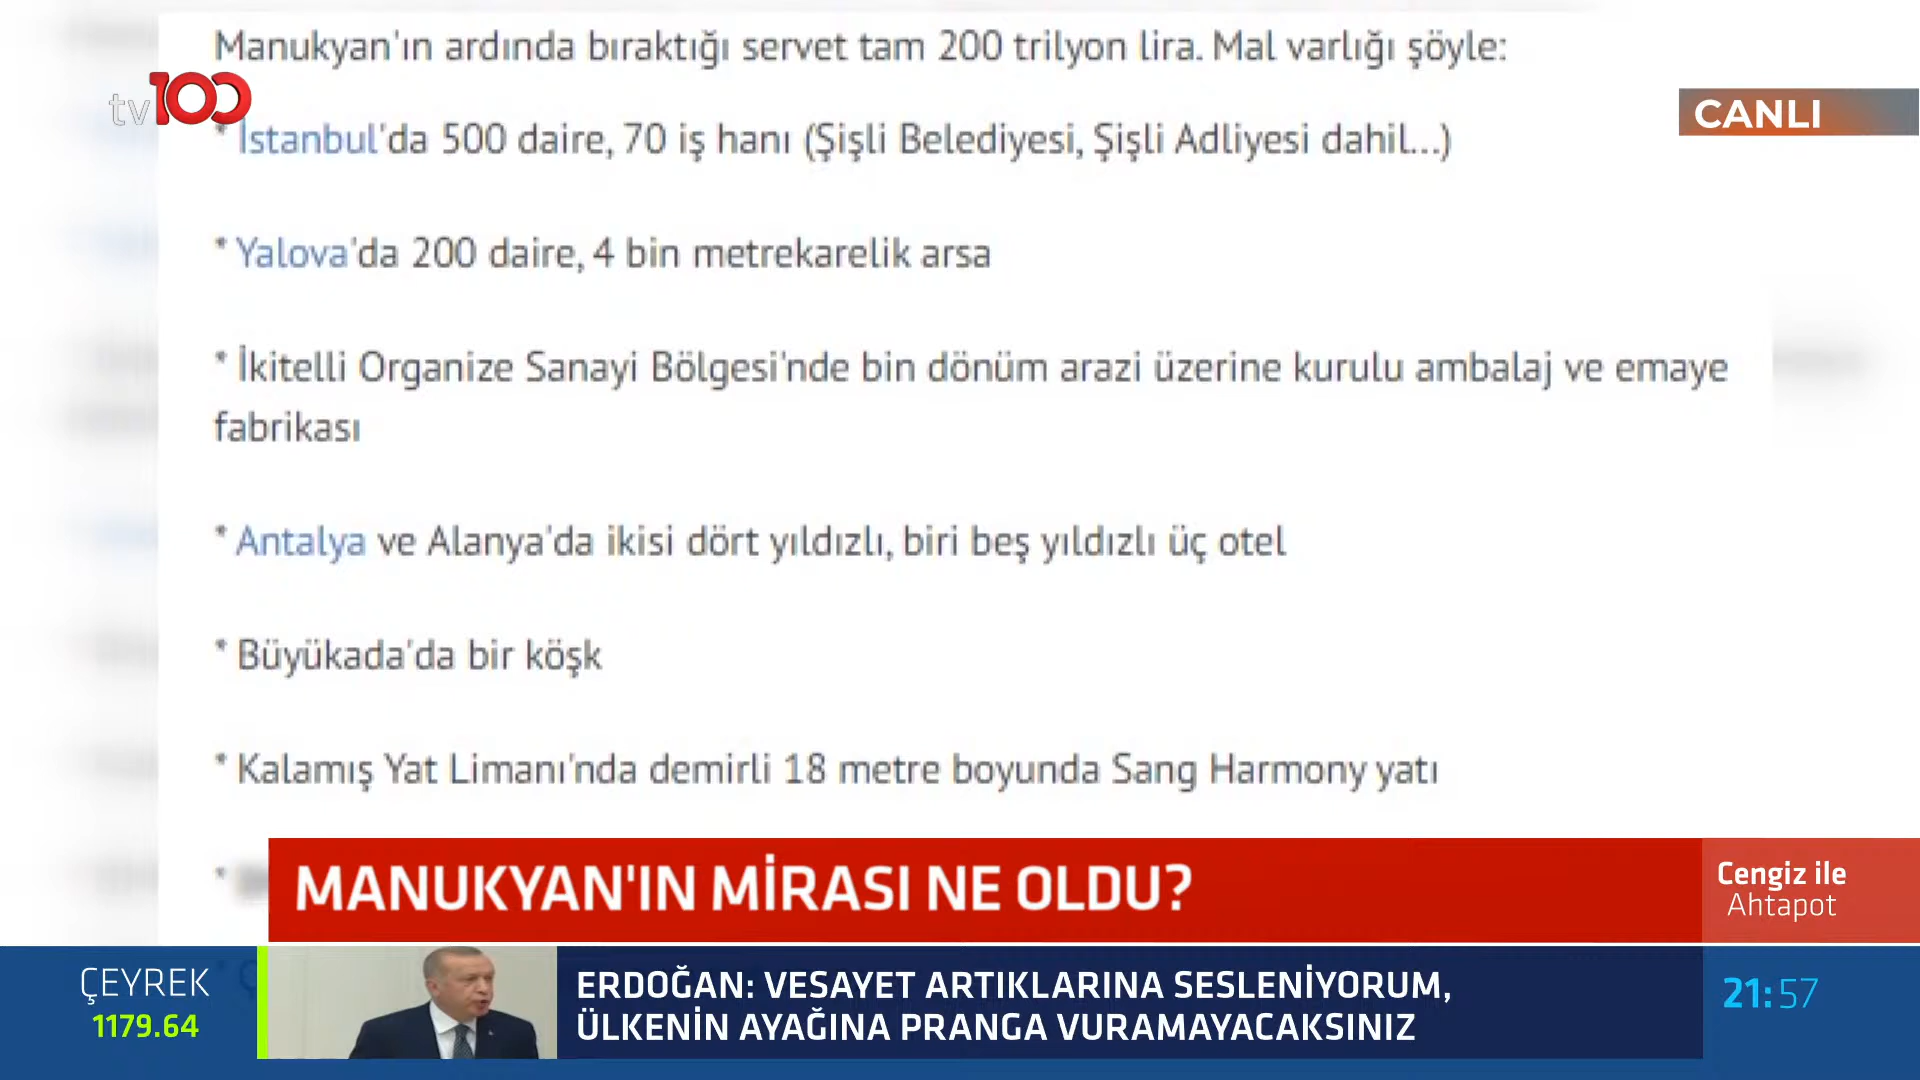 Manukyan'ın ardında bıraktığı servet tam 200 trilyon lira. Mal varlığı şöyle:
tv100
CANLI
* İstanbul'da 500 daire, 70 iş hanı (Şişli Belediyesi, Şişli Adliyesi dahil...)
* Yalova'da 200 daire, 4 bin metrekarelik arsa
* İkitelli Organize Sanayi Bölgesi'nde bin dönüm arazi üzerine kurulu ambalaj ve emaye
fabrikası
* Antalya ve Alanya'da ikisi dört yıldızlı, biri beş yıldızlı üç otel
* Büyükada'da bir köşk
* Kalamış Yat Limanı'nda demirli 18 metre boyunda Sang Harmony yatı
MANUKYAN'IN MİRASI NE OLDU?
Cengiz ile
Ahtapot
ÇEYREK
1179.64
ERDOĞAN: VESAYET ARTIKLARINA SESLENİYORUM,
ÜLKENİN AYAĞINA PRANGA VURAMAYACAKSINIZ
21:57